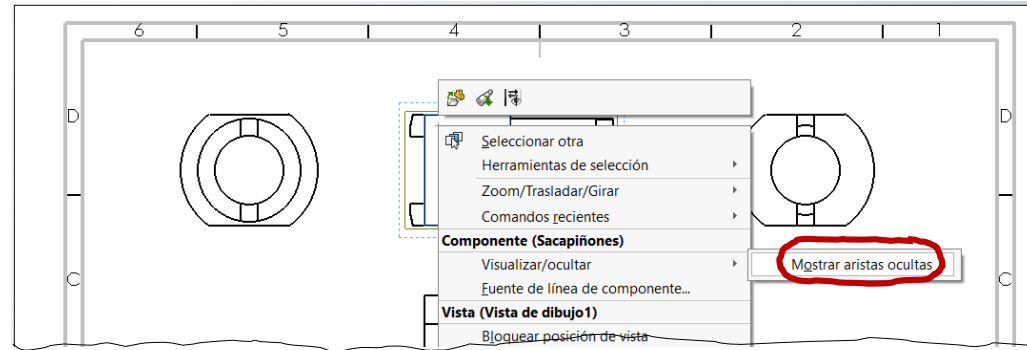 6 5 4 3 2 1
D D
Seleccionar otra
Herramientas de selección
Zoom/Trasladar/Girar
Comandos recientes
Componente (Sacapiñones)
Visualizar/ocultar
Mostrar aristas ocultas
C C
Fuente de línea de componente...
Vista (Vista de dibujo1)
Bloquear posición de vista